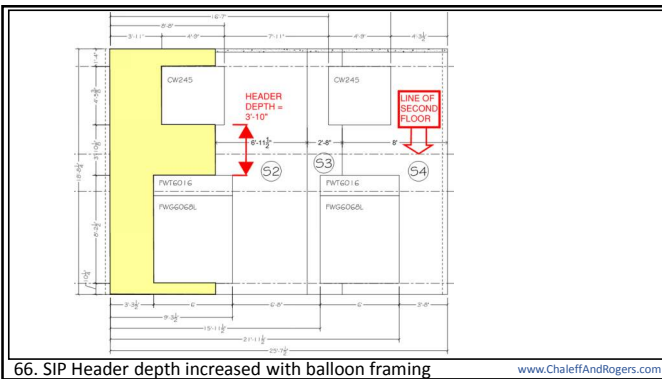 16'-7"
8'-8"
3'-11"
4'-9"
7'-11"
4'-9"
4'-3½"
CW245
CW245
HEADER
DEPTH =
3'-10"
LINE OF
SECOND
FLOOR
6'-11½"
2'-8"
8'
S2
S3
S4
FWT6016
FWT6016
FWG6068L
FWG6068L
3'-3½"
6'
6'-8"
6'
3'-8"
9'-3½"
15'-11½"
21'-11½"
25'-7½"
66. SIP Header depth increased with balloon framing
www.ChaleffAndRogers.com